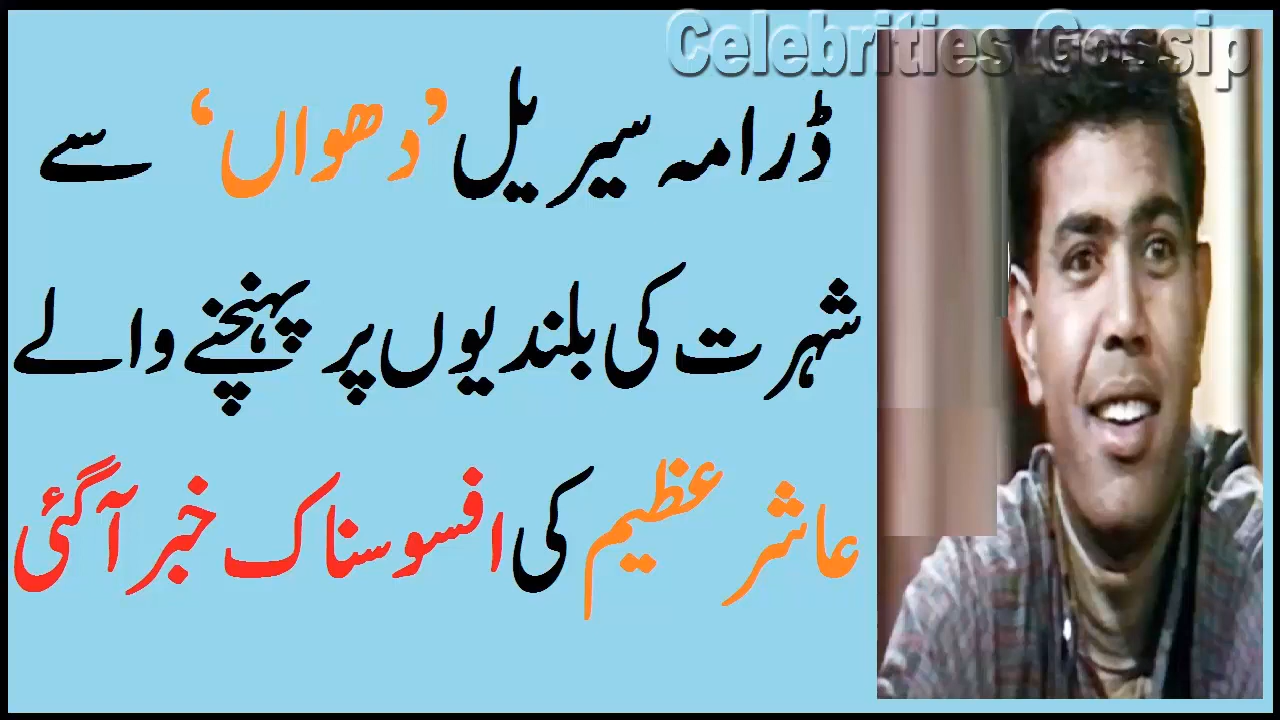 Celebrities Gossip
ڈرامہ سیریل ’دھواں‘ سے
شہرت کی بلندیوں پر پہنچنے والے
عاشر عظیم کی افسوسناک خبر آگئی